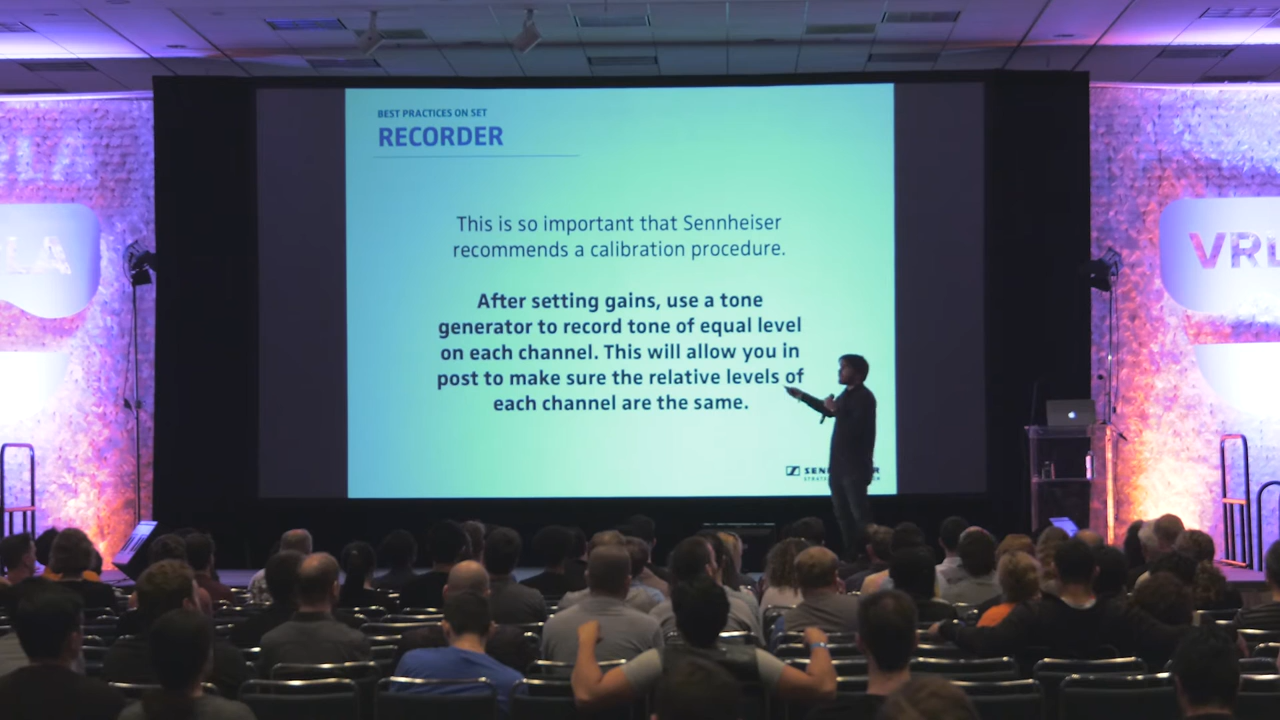 BEST PRACTICES ON SET
RECORDER
This is so important that Sennheiser
recommends a calibration procedure.
After setting gains, use a tone
generator to record tone of equal level
on each channel. This will allow you in
post to make sure the relative levels of
each channel are the same.
LA
VRL